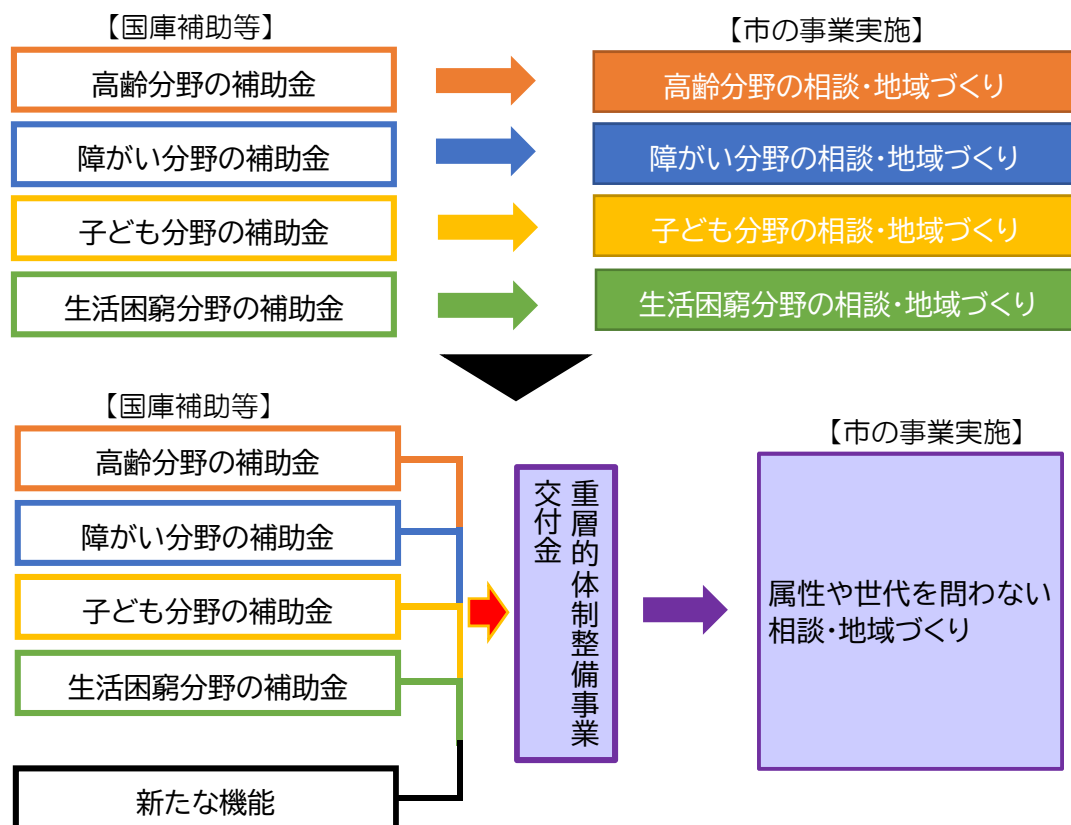 【国庫補助等】
【市の事業実施】
高齢分野の補助金
高齢分野の相談・地域づくり
障がい分野の補助金
障がい分野の相談・地域づくり
子ども分野の補助金
子ども分野の相談・地域づくり
生活困窮分野の補助金
生活困窮分野の相談・地域づくり
【国庫補助等】
【市の事業実施】
高齢分野の補助金
障がい分野の補助金
子ども分野の補助金
生活困窮分野の補助金
新たな機能
重層的体制整備事業
交付金
属性や世代を問わない
相談・地域づくり